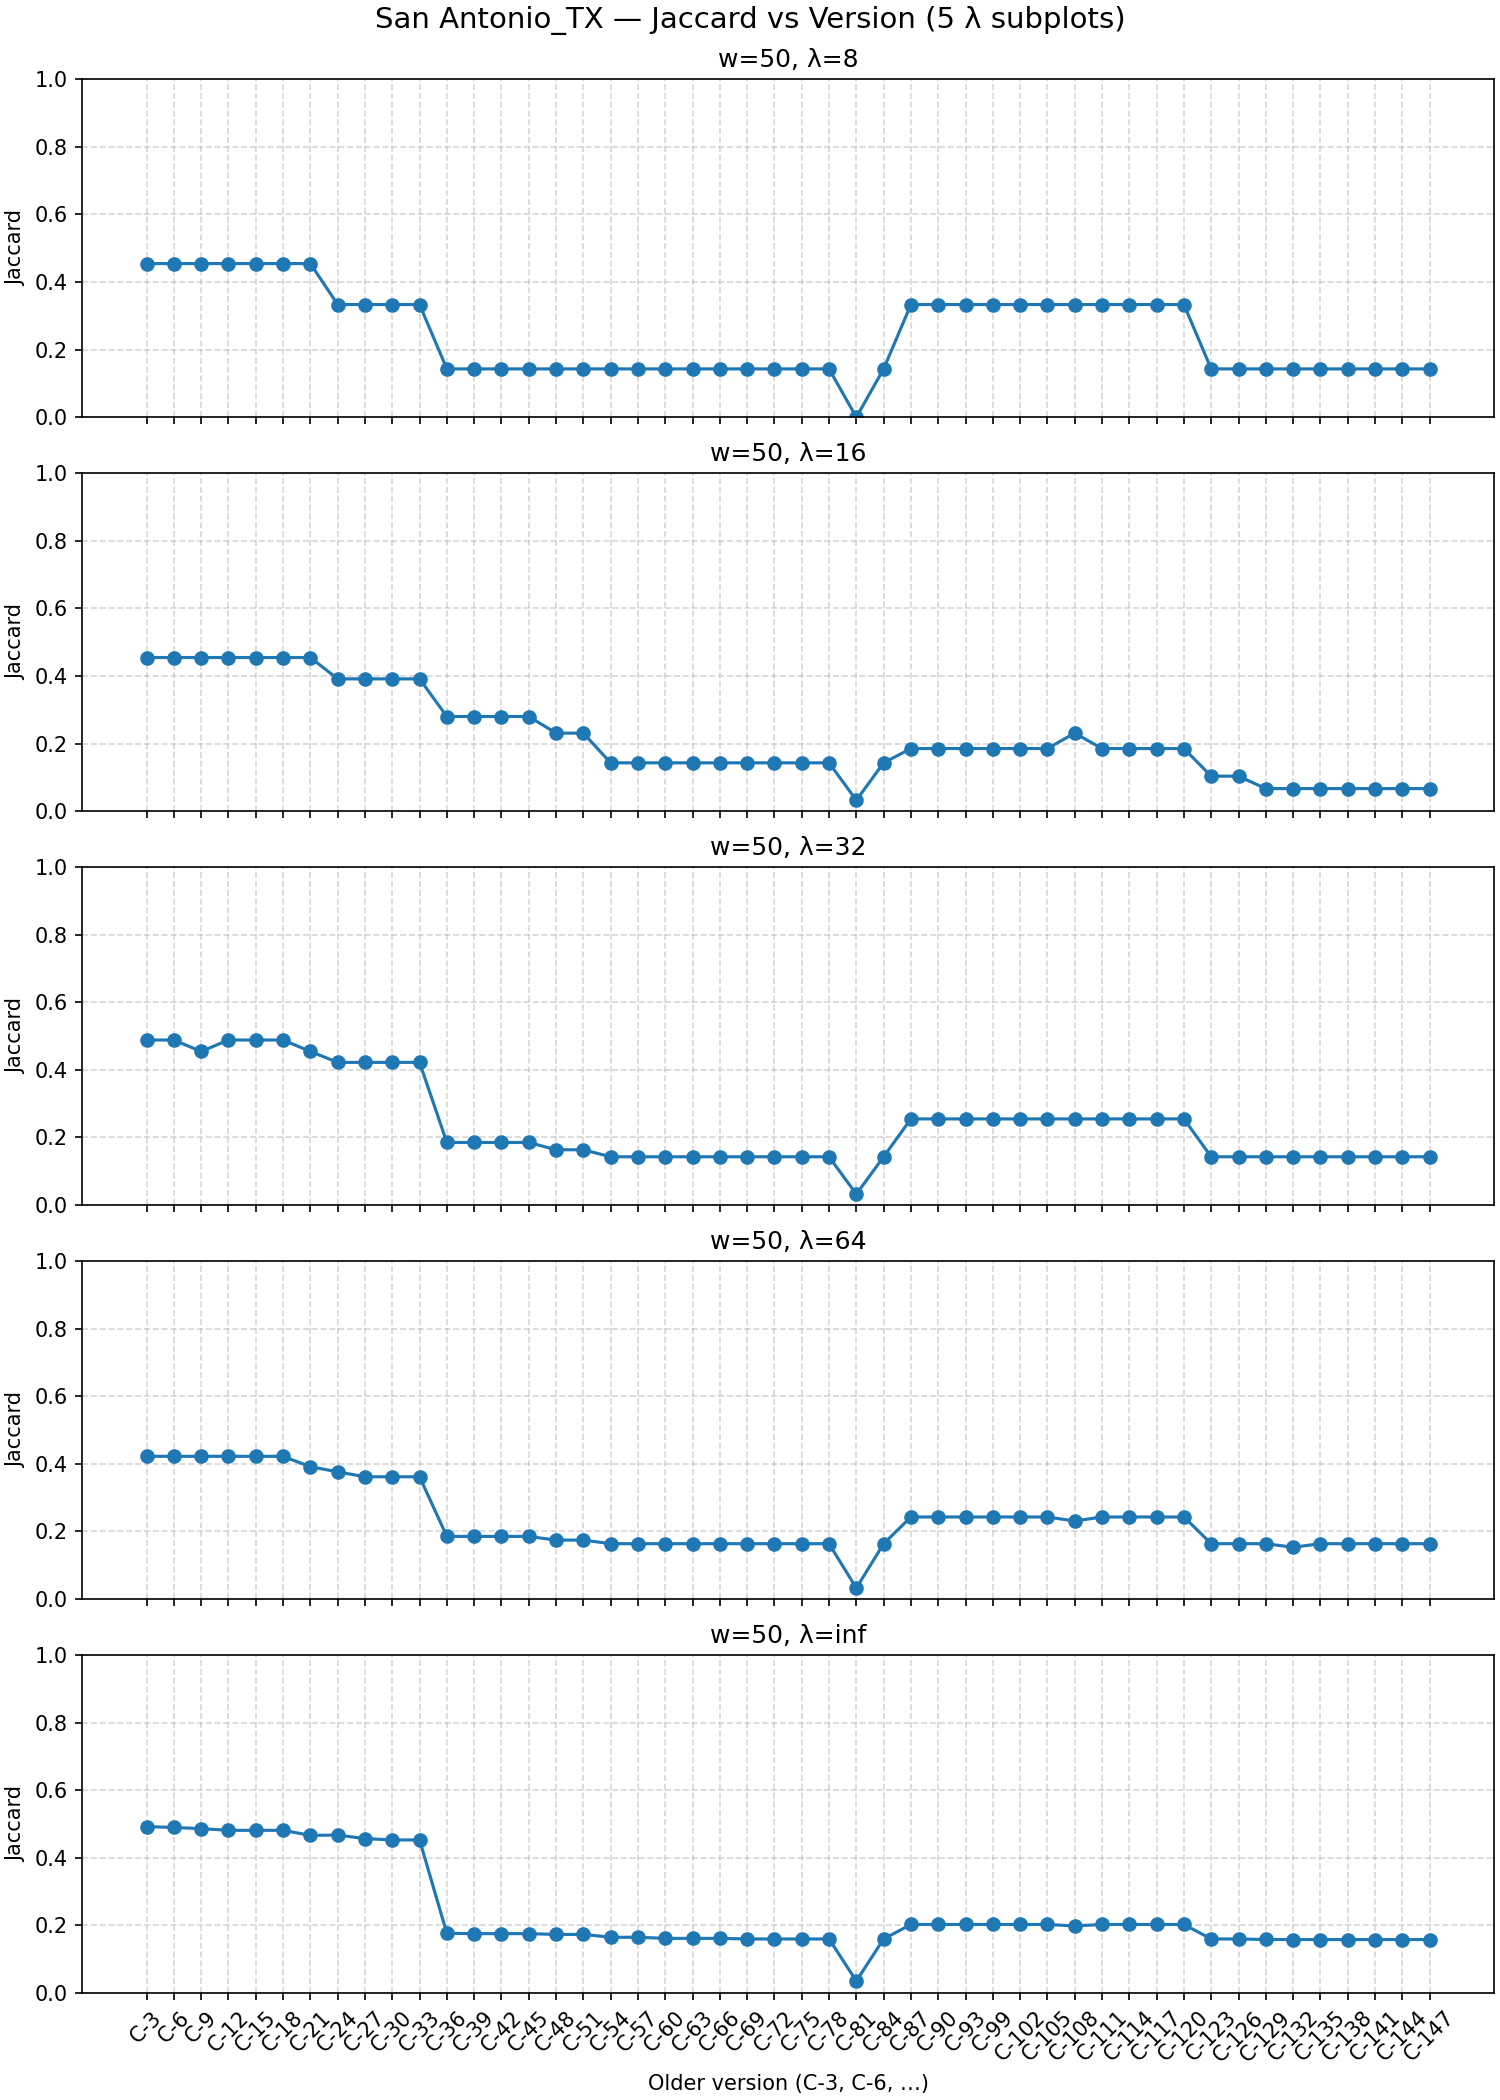 San Antonio_TX — Jaccard vs Version (5 λ subplots)
w=50, λ=8
1.0
0.8
0.6
0.4
0.2
0.0
Jaccard
w=50, λ=16
1.0
0.8
0.6
0.4
0.2
0.0
Jaccard
w=50, λ=32
1.0
0.8
0.6
0.4
0.2
0.0
Jaccard
w=50, λ=64
1.0
0.8
0.6
0.4
0.2
0.0
Jaccard
w=50, λ=inf
1.0
0.8
0.6
0.4
0.2
0.0
Jaccard
C-3 C-6 C-9 C-12 C-15 C-18 C-21 C-24 C-27 C-30 C-33 C-36 C-39 C-42 C-45 C-48 C-51 C-54 C-57 C-60 C-63 C-66 C-69 C-72 C-75 C-78 C-81 C-84 C-87 C-90 C-93 C-99 C-102 C-105 C-108 C-111 C-114 C-117 C-120 C-123 C-126 C-129 C-132 C-135 C-138 C-141 C-144 C-147
Older version (C-3, C-6, ...)